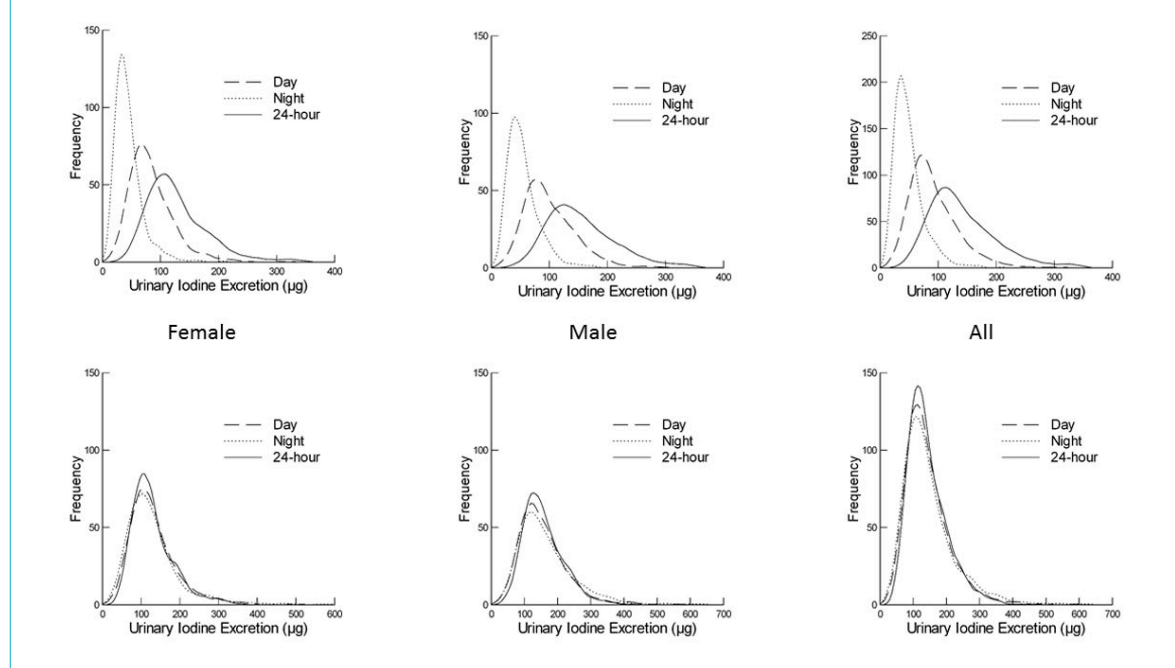 150
100
50
0
0 100 200 300 400
Frequency
Urinary Iodine Excretion (µg)
Day
Night
24-hour
150
100
50
0
0 100 200 300 400
Frequency
Urinary Iodine Excretion (µg)
Day
Night
24-hour
250
200
150
100
50
0
0 100 200 300 400
Frequency
Urinary Iodine Excretion (µg)
Day
Night
24-hour
Female
Male
All
150
100
50
0
0 100 200 300 400 500 600
Frequency
Urinary Iodine Excretion (µg)
Day
Night
24-hour
150
100
50
0
0 100 200 300 400 500 600 700
Frequency
Urinary Iodine Excretion (µg)
Day
Night
24-hour
150
100
50
0
0 100 200 300 400 500 600 700
Frequency
Urinary Iodine Excretion (µg)
Day
Night
24-hour